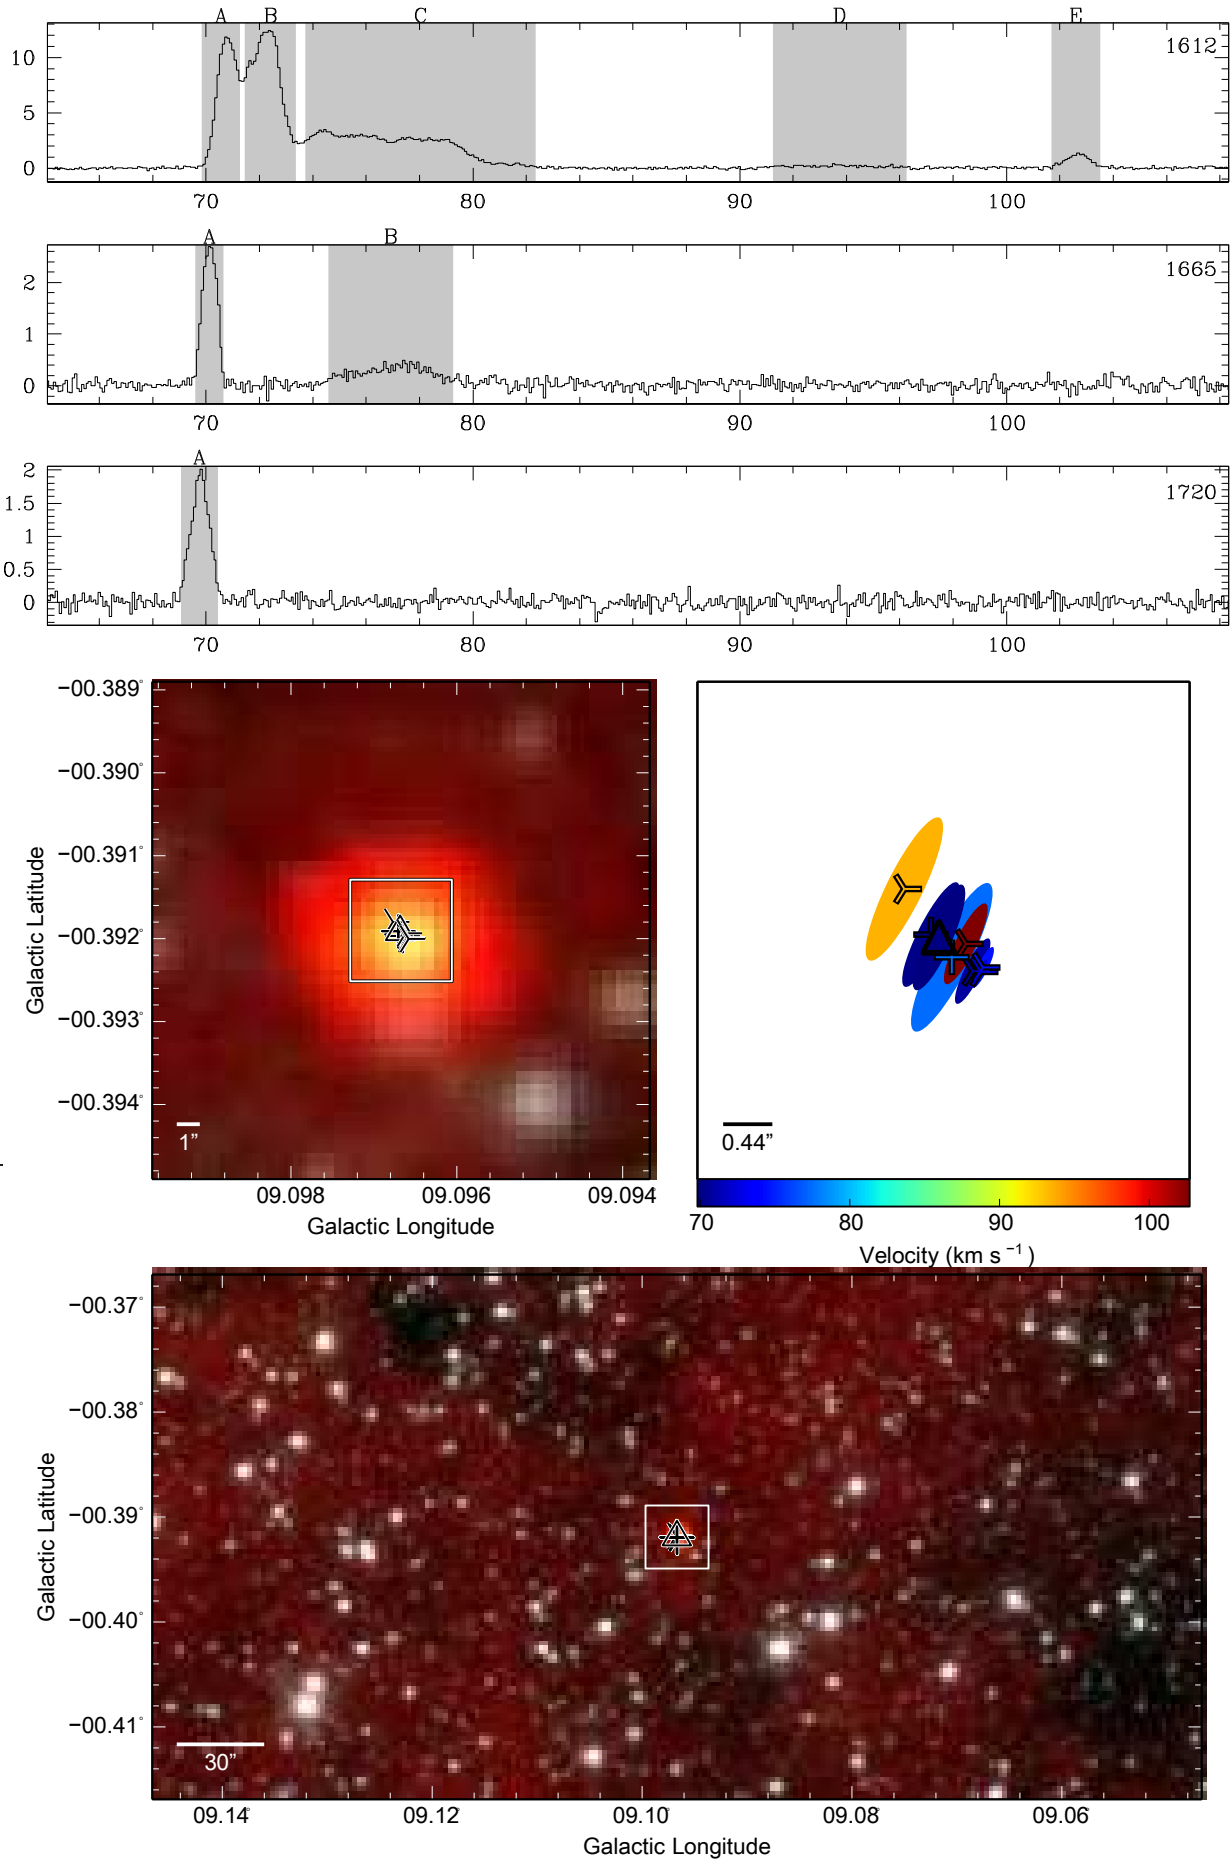 A B C D E
10
5
0
1612
70 80 90 100
A B
2
1
0
1665
70 80 90 100
A
2
1.5
1
0.5
0
1720
70 80 90 100
−00.389°
−00.390°
−00.391°
−00.392°
−00.393°
−00.394°
Galactic Latitude
1”
09.098 09.096 09.094
Galactic Longitude
0.44”
70 80 90 100
Velocity (km s −1 )
−00.37°
−00.38°
−00.39°
−00.40°
−00.41°
Galactic Latitude
30”
09.14 09.12 09.10 09.08 09.06
Galactic Longitude